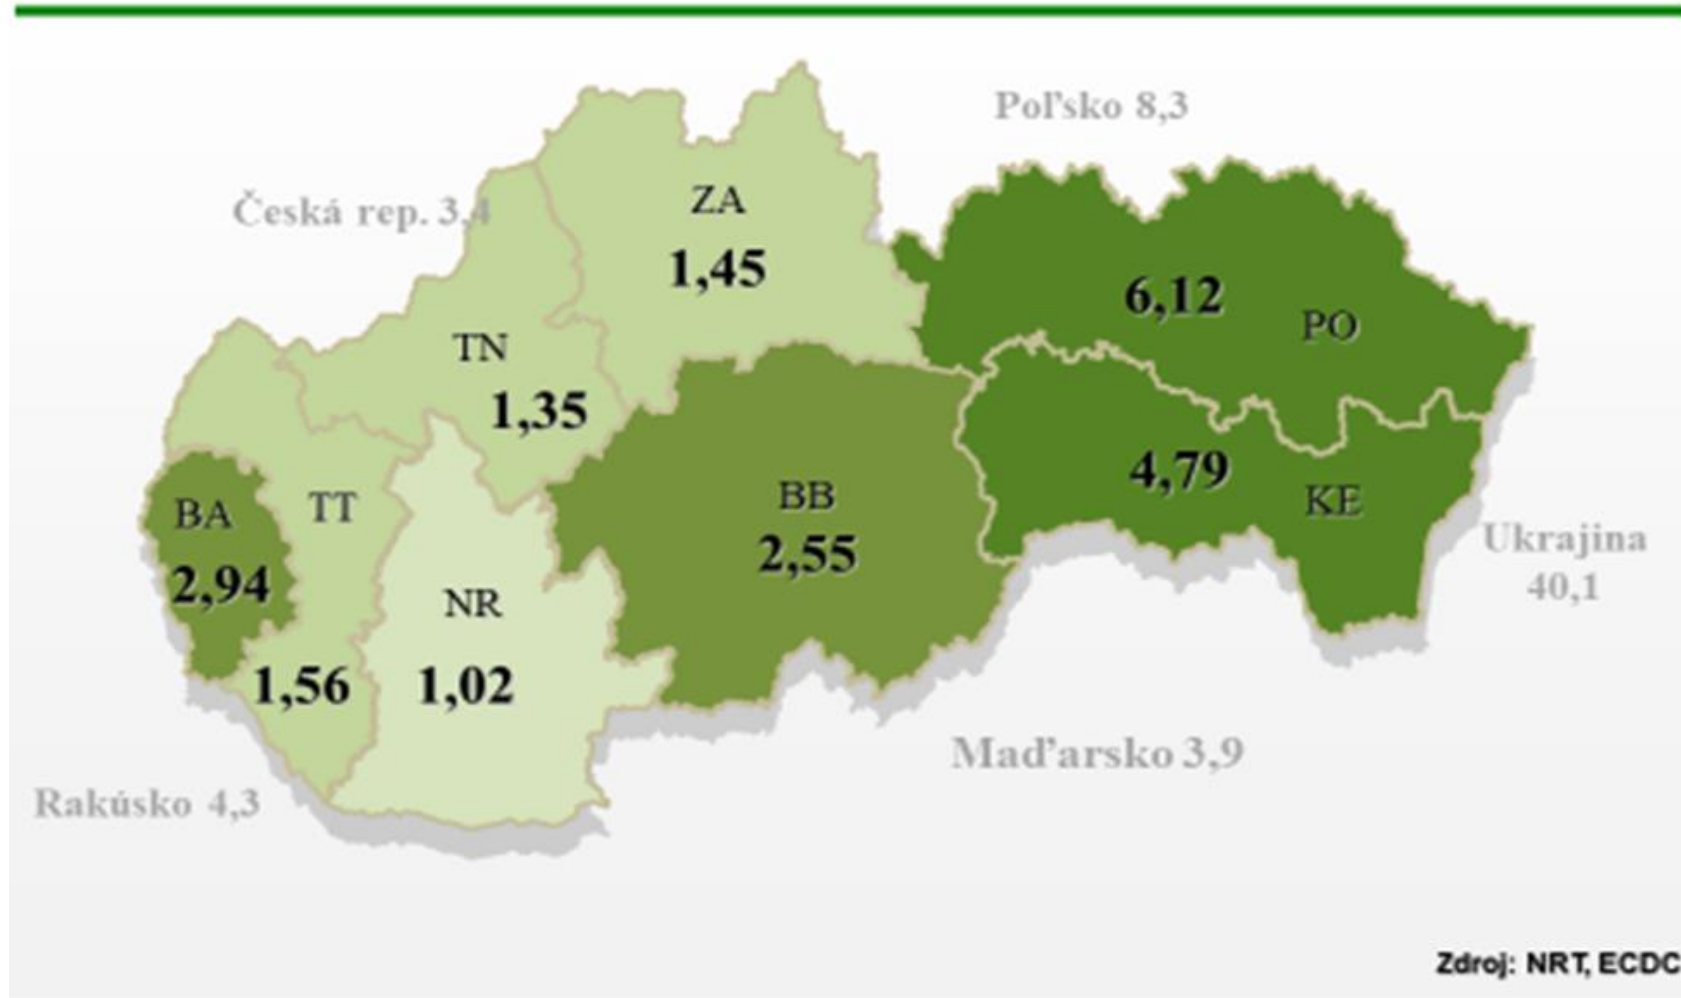 Poľsko 8,3
Česká rep. 3,4
ZA
1,45
6,12
PO
TN
1,35
4,79
KE
BB
2,55
BA
2,94
TT
1,56
NR
1,02
Ukrajina
40,1
Maďarsko 3,9
Rakúsko 4,3
Zdroj: NRT, ECDC